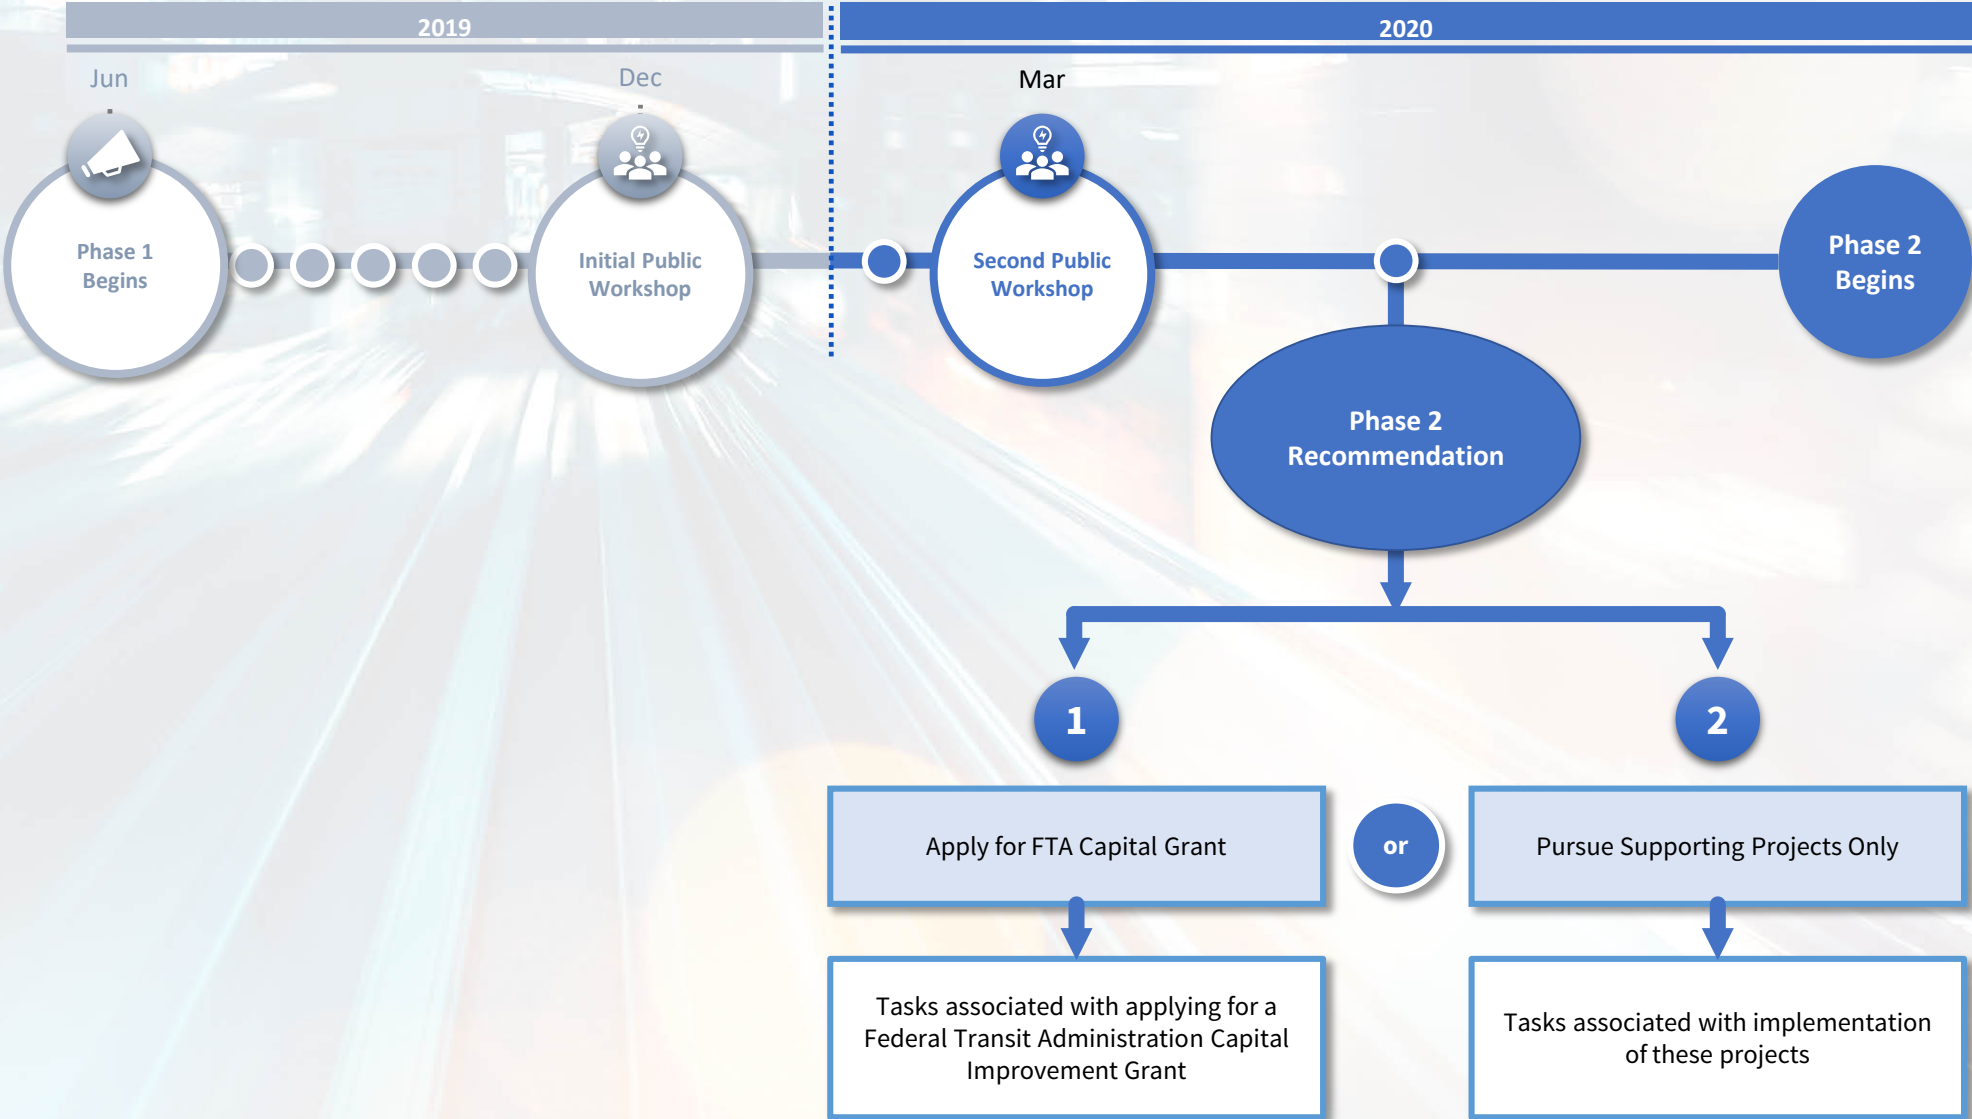 2019
2020
Jun
Dec
Mar
Phase 1
Begins
Initial Public
Workshop
Second Public
Workshop
Phase 2
Begins
Phase 2
Recommendation
1
2
Apply for FTA Capital Grant
or
Pursue Supporting Projects Only
Tasks associated with applying for a
Federal Transit Administration Capital
Improvement Grant
Tasks associated with implementation
of these projects